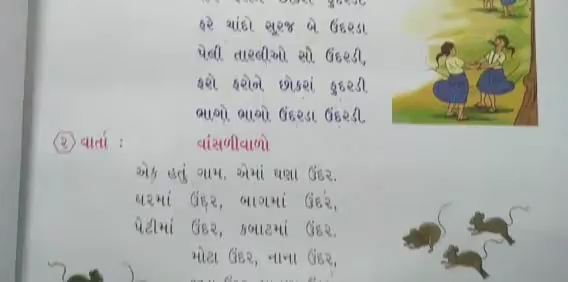 ફરે ચાંદો સૂરજ બે ઉંદરડા
પેલી તારલીઓ સૌ ઉંદરડી,
ફરો ફરોને છોકરાં ફુદરડી
ભાગો ભાગો ઉંદરડા ઉંદરડી.
૨ વાર્તા : વાંસળીવાળો
એક હતું ગામ. એમાં ઘણા ઉંદર.
ઘરમાં ઉંદર, બાગમાં ઉંદર,
પેટીમાં ઉંદર, કબાટમાં ઉંદર.
મોટા ઉંદર, નાના ઉંદર,